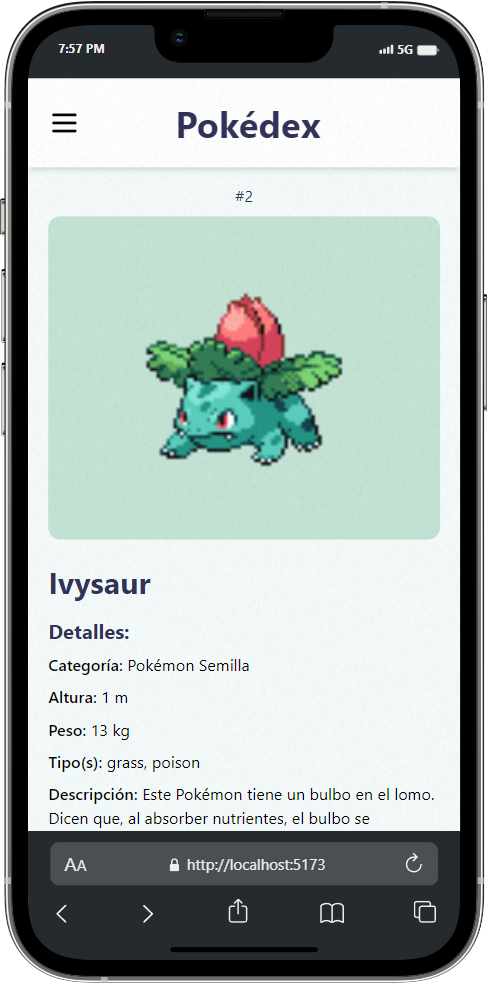 7:57 PM
5G
Pokédex
#2
Ivysaur
Detalles:
Categoría: Pokémon Semilla
Altura: 1 m
Peso: 13 kg
Tipo(s): grass, poison
Descripción: Este Pokémon tiene un bulbo en el lomo.
Dicen que, al absorber nutrientes, el bulbo se
AA
http://localhost:5173